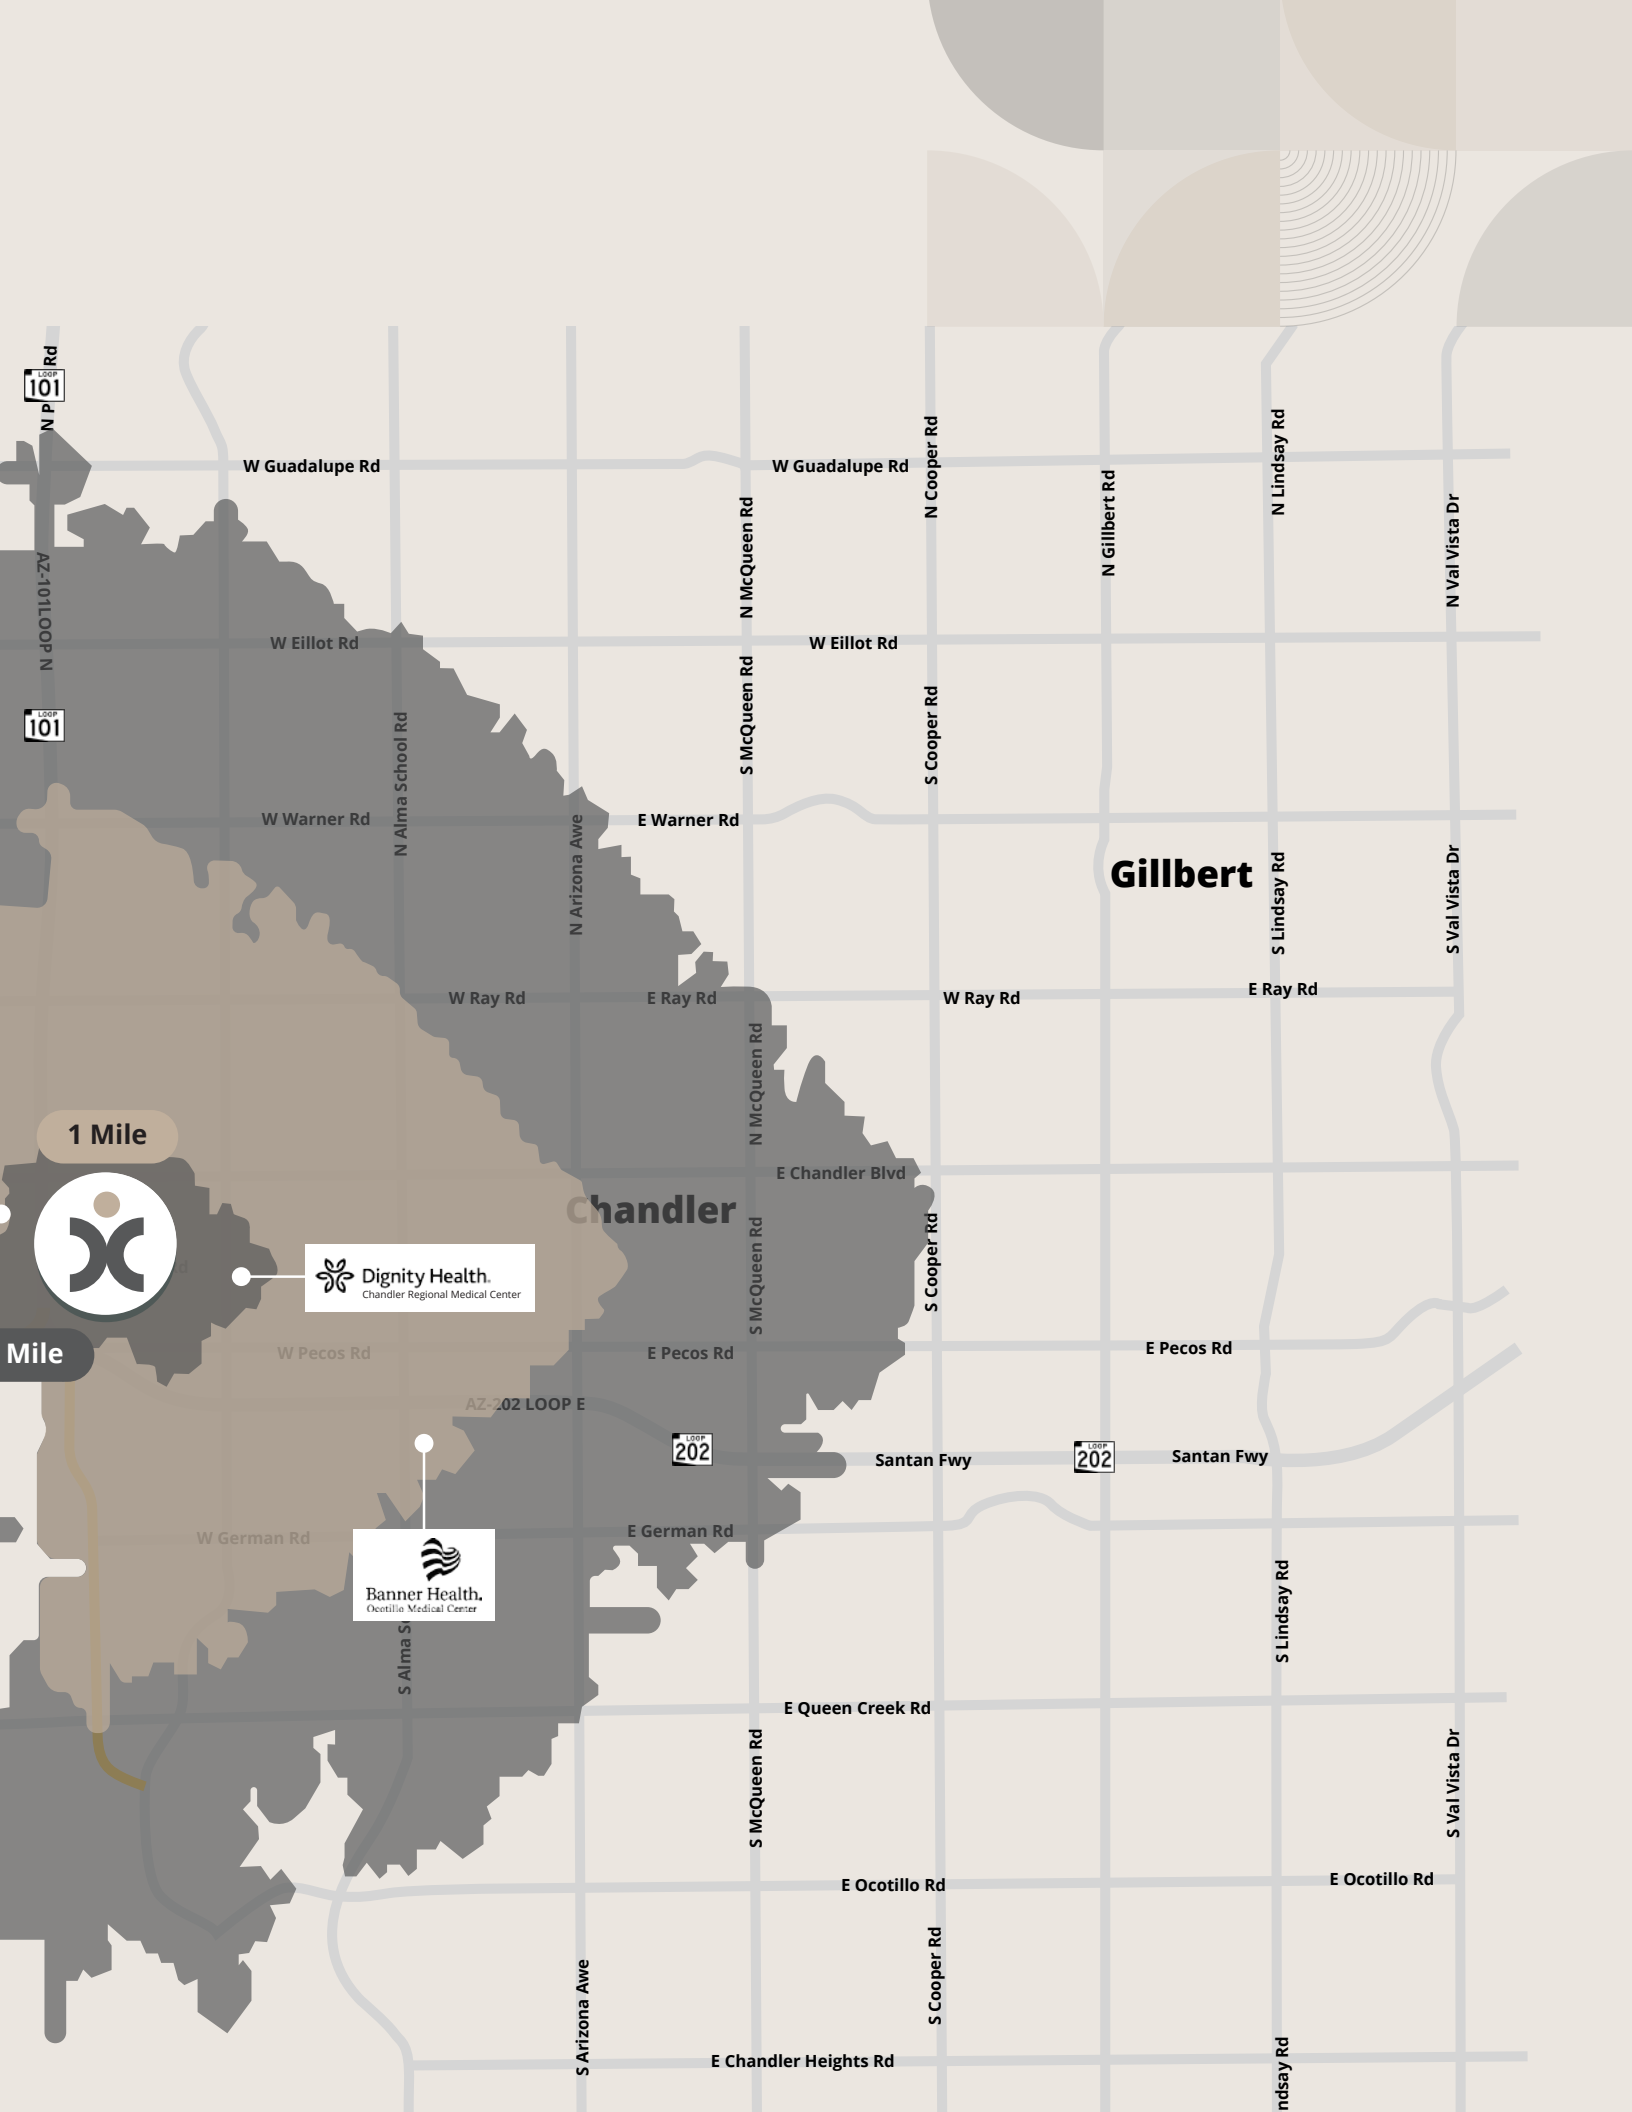 N P
Rd
LOOP
101
W Guadalupe Rd
W Guadalupe Rd
N Cooper Rd
N Gillbert Rd
N Lindsay Rd
N Val Vista Dr
N McQueen Rd
AZ-101LOOP N
W Eillot Rd
W Eillot Rd
LOOP
101
N Alma School Rd
S McQueen Rd
S Cooper Rd
W Warner Rd
E Warner Rd
N Arizona Awe
Gillbert
S Lindsay Rd
S Val Vista Dr
W Ray Rd
E Ray Rd
W Ray Rd
E Ray Rd
N McQueen Rd
1 Mile
E Chandler Blvd
Chandler
S McQueen Rd
S Cooper Rd
Dignity Health.
Chandler Regional Medical Center
Mile
W Pecos Rd
E Pecos Rd
E Pecos Rd
AZ-202 LOOP E
LOOP
202
Santan Fwy
LOOP
202
Santan Fwy
W German Rd
E German Rd
Banner Health.
Ocotillo Medical Center
S Alma Sc
S Lindsay Rd
E Queen Creek Rd
S McQueen Rd
S Val Vista Dr
E Ocotillo Rd
E Ocotillo Rd
S Cooper Rd
S Arizona Awe
E Chandler Heights Rd
ndsay Rd